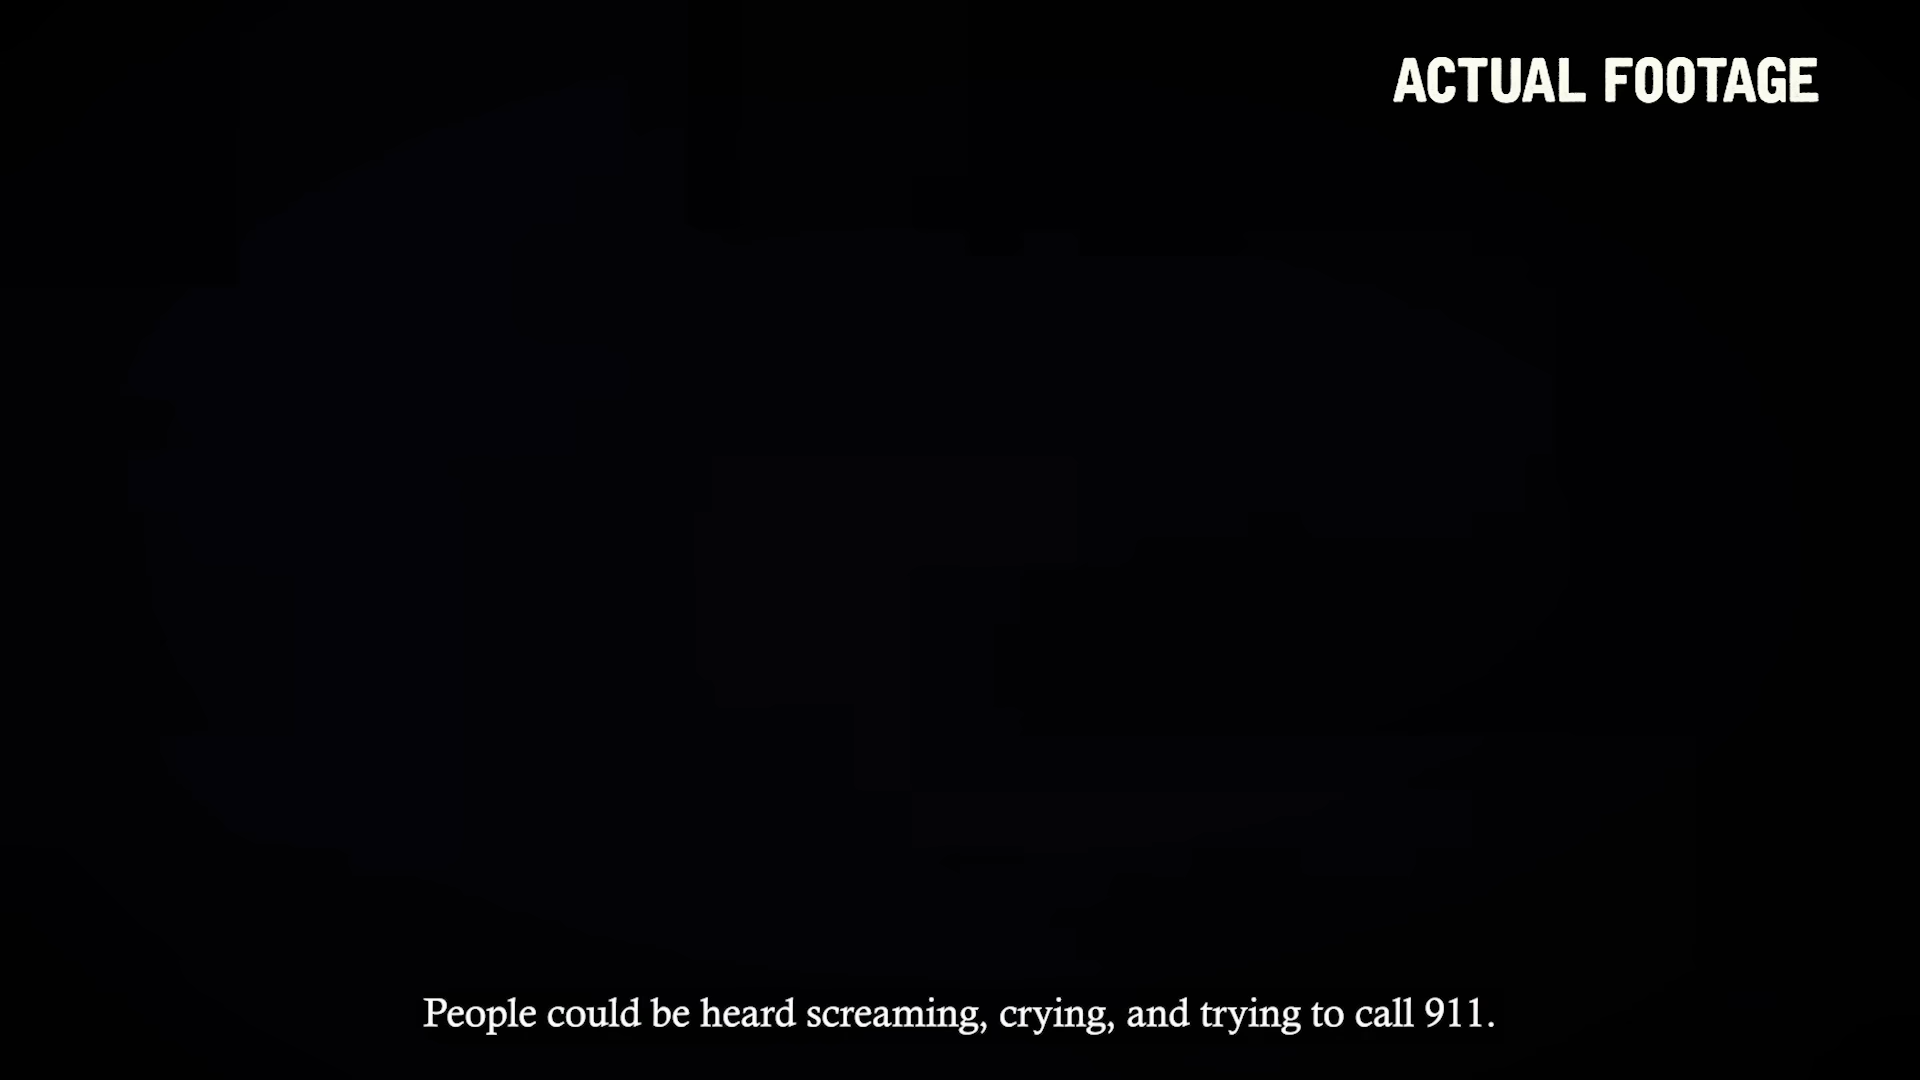 ACTUAL FOOTAGE
People could be heard screaming, crying, and trying to call 911.